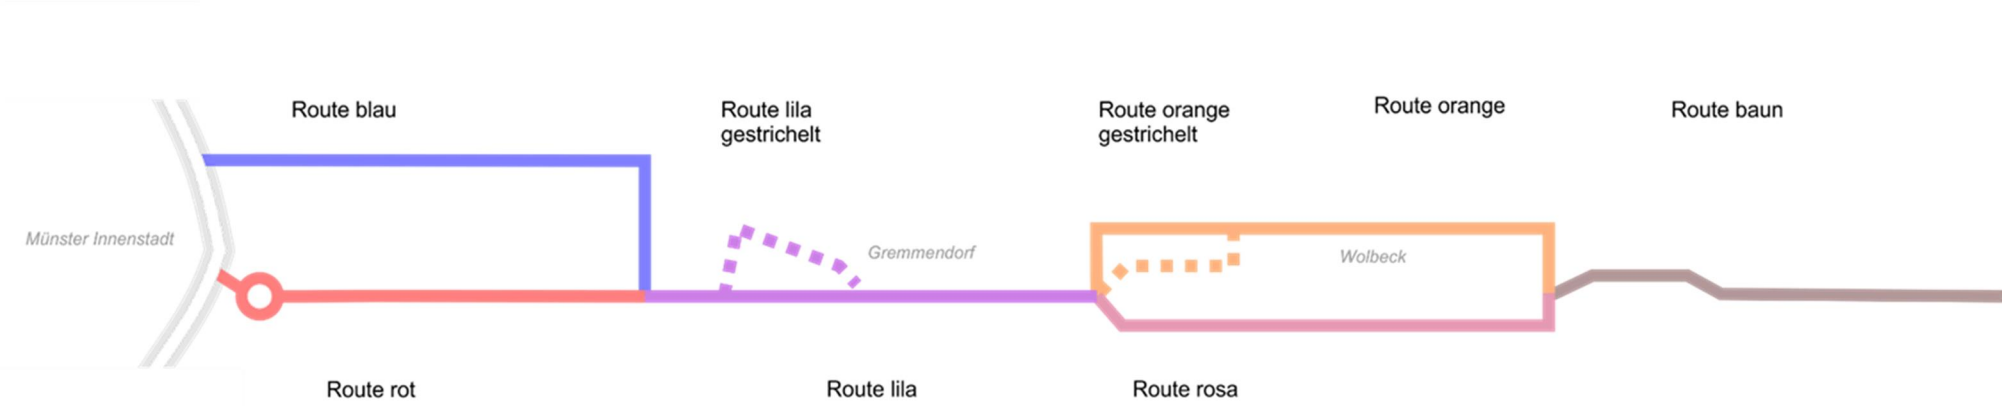 Route blau
Route lila
gestrichelt
Route orange
gestrichelt
Route orange
Route baun
Münster Innenstadt
Gremmendorf
Wolbeck
Route rot
Route lila
Route rosa